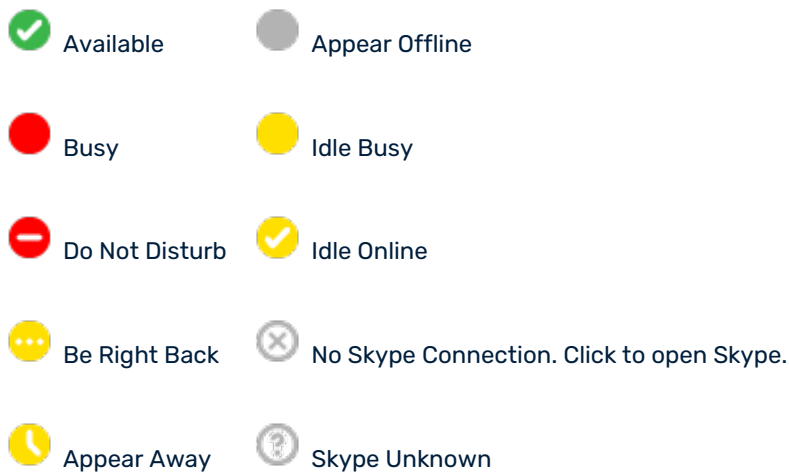 Available
Appear Offline
Busy
Idle Busy
Do Not Disturb
Idle Online
Be Right Back
No Skype Connection. Click to open Skype.
Appear Away
?
Skype Unknown